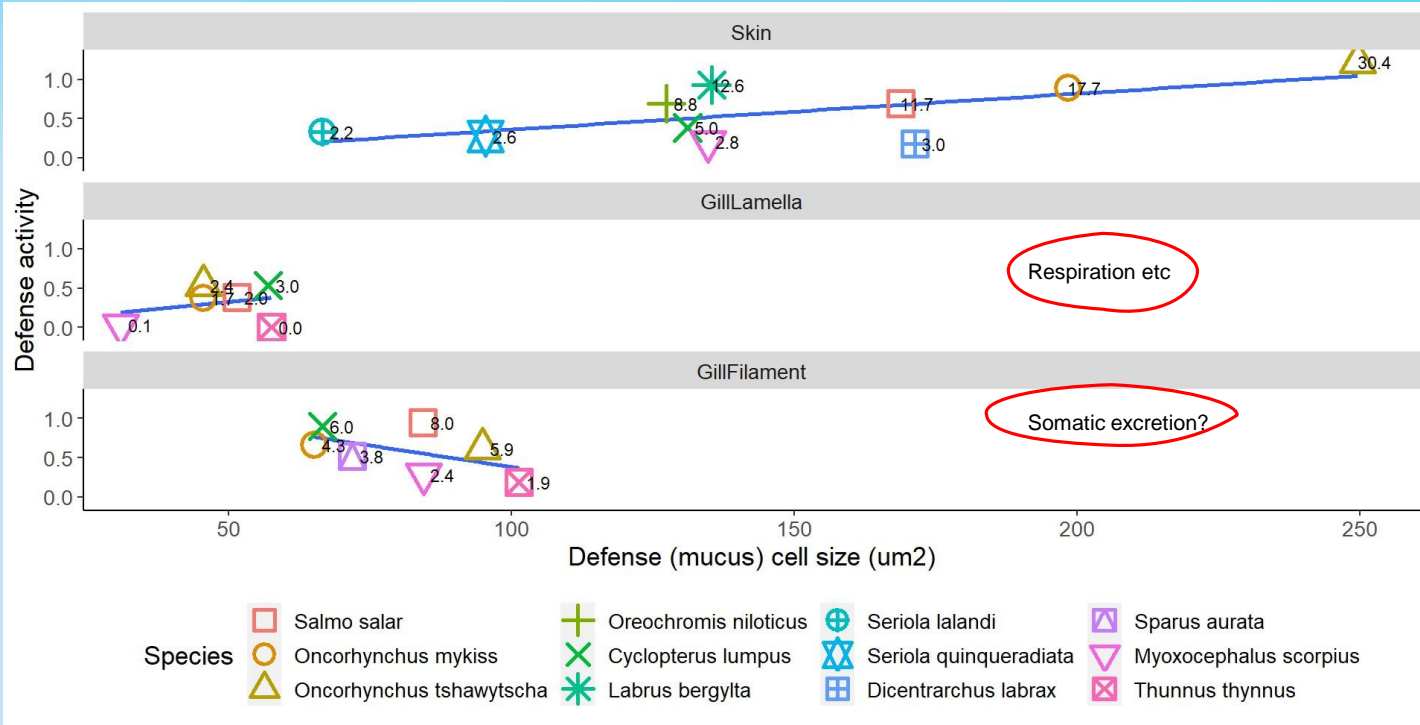 Skin
1.0
0.5
0.0
2.2
2.6
8.8
12.6
5.0
2.8
11.7
3.0
17.7
30.4
GillLamella
1.0
0.5
0.0
0.1
2.4
1.7
2.0
3.0
0.0
Respiration etc
GillFilament
1.0
0.5
0.0
6.0
4.3
3.8
8.0
2.4
5.9
1.9
Somatic excretion?
Defense activity
50 100 150 200 250
Defense (mucus) cell size (um2)
Species
Salmo salar
Oncorhynchus mykiss
Oncorhynchus tshawytscha
Oreochromis niloticus
Cyclopterus lumpus
Labrus bergylta
Seriola lalandi
Seriola quinqueradiata
Dicentrarchus labrax
Sparus aurata
Myoxocephalus scorpius
Thunnus thynnus